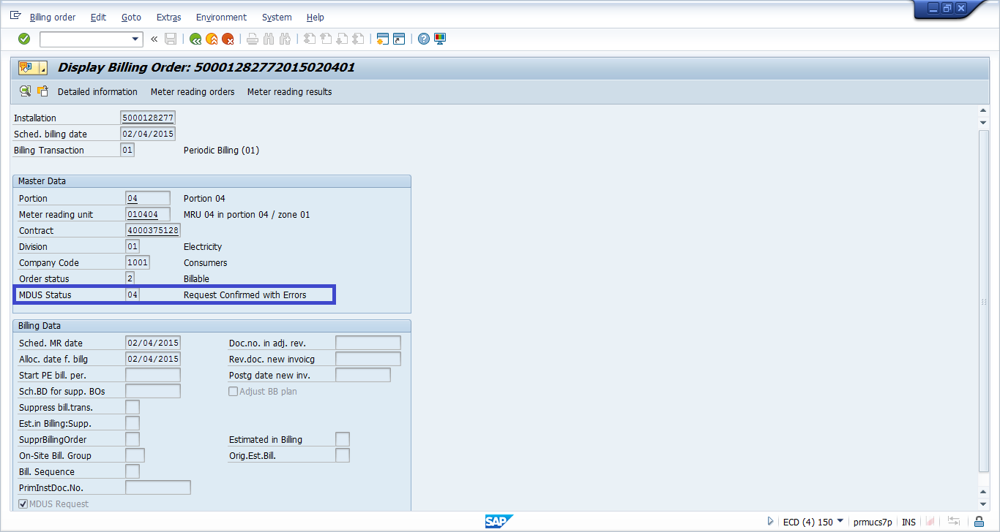 Billing order Edit Goto Extras Environment System Help
Display Billing Order: 50001282772015020401
Detailed information Meter reading orders Meter reading results
Installation 5000128277
Sched. billing date 02/04/2015
Billing Transaction 01 Periodic Billing (01)
Master Data
Portion 04 Portion 04
Meter reading unit 010404 MRU 04 in portion 04 / zone 01
Contract 4000375128
Division 01 Electricity
Company Code 1001 Consumers
Order status 2 Billable
MDUS Status 04 Request Confirmed with Errors
Billing Data
Sched. MR date 02/04/2015 Doc.no. in adj. rev.
Alloc. date f. billg 02/04/2015 Rev.doc. new invoicg
Start PE bill. per. Postg date new inv.
Sch.BD for supp. BOs Adjust BB plan
Suppress bill.trans.
Est.in Billing:Supp.
SupprBillingOrder Estimated in Billing
On-Site Bill. Group Orig.Est.Bill.
Bill. Sequence
PrimInstDoc.No.
MDUS Request
SAP ECD (4) 150 prmucs7p INS